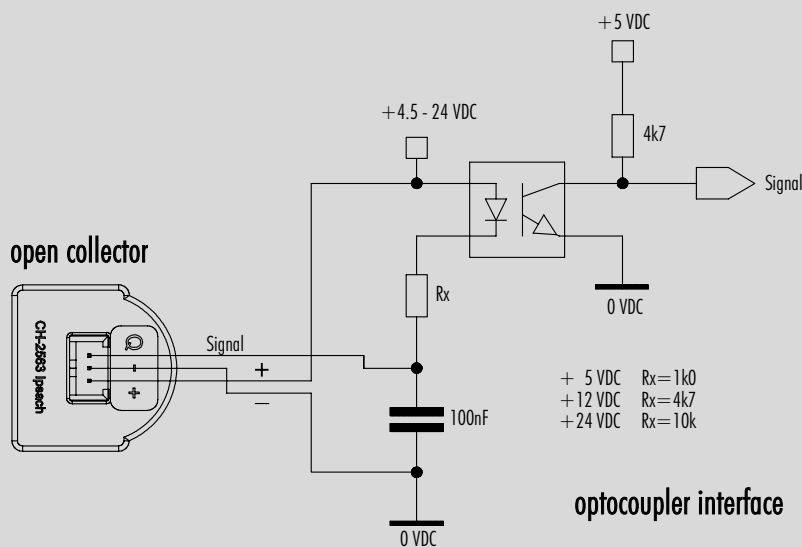 +5 VDC
+4.5 - 24 VDC
4k7
Signal
open collector
0 VDC
Rx
CH-2563 Ipsach
Q
-
+
Signal
+
−
100nF
+ 5 VDC Rx=1k0
+12 VDC Rx=4k7
+24 VDC Rx=10k
optocoupler interface
0 VDC